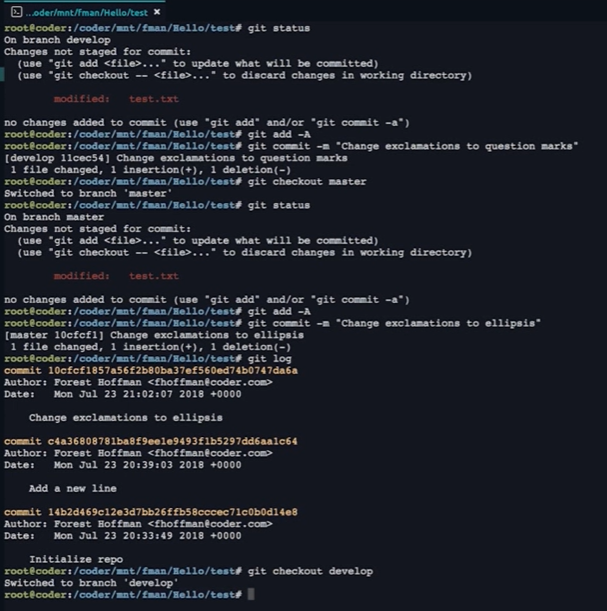 ...oder/mnt/fman/Hello/test ×
root@coder:/coder/mnt/fman/Hello/test# git status
On branch develop
Changes not staged for commit:
(use "git add <file>..." to update what will be committed)
(use "git checkout -- <file>..." to discard changes in working directory)
modified: test.txt
no changes added to commit (use "git add" and/or "git commit -a")
root@coder:/coder/mnt/fman/Hello/test# git add -A
root@coder:/coder/mnt/fman/Hello/test# git commit -m "Change exclamations to question marks"
[develop 11cec54] Change exclamations to question marks
1 file changed, 1 insertion(+), 1 deletion(-)
root@coder:/coder/mnt/fman/Hello/test# git checkout master
Switched to branch 'master'
root@coder:/coder/mnt/fman/Hello/test# git status
On branch master
Changes not staged for commit:
(use "git add <file>..." to update what will be committed)
(use "git checkout -- <file>..." to discard changes in working directory)
modified: test.txt
no changes added to commit (use "git add" and/or "git commit -a")
root@coder:/coder/mnt/fman/Hello/test# git add -A
root@coder:/coder/mnt/fman/Hello/test# git commit -m "Change exclamations to ellipsis"
[master 10cfcf1] Change exclamations to ellipsis
1 file changed, 1 insertion(+), 1 deletion(-)
root@coder:/coder/mnt/fman/Hello/test# git log
commit 10cfcf1857a56f2b80ba37ef560ed74b0747da6a
Author: Forest Hoffman <fhoffman@coder.com>
Date: Mon Jul 23 21:02:07 2018 +0000
Change exclamations to ellipsis
commit c4a36808781ba8f9ee1e9493f1b5297dd6aa1c64
Author: Forest Hoffman <fhoffman@coder.com>
Date: Mon Jul 23 20:39:03 2018 +0000
Add a new line
commit 14b2d469c12e3d7bb26ffb58cccec71c0b0d14e8
Author: Forest Hoffman <fhoffman@coder.com>
Date: Mon Jul 23 20:33:49 2018 +0000
Initialize repo
root@coder:/coder/mnt/fman/Hello/test# git checkout develop
Switched to branch 'develop'
root@coder:/coder/mnt/fman/Hello/test#